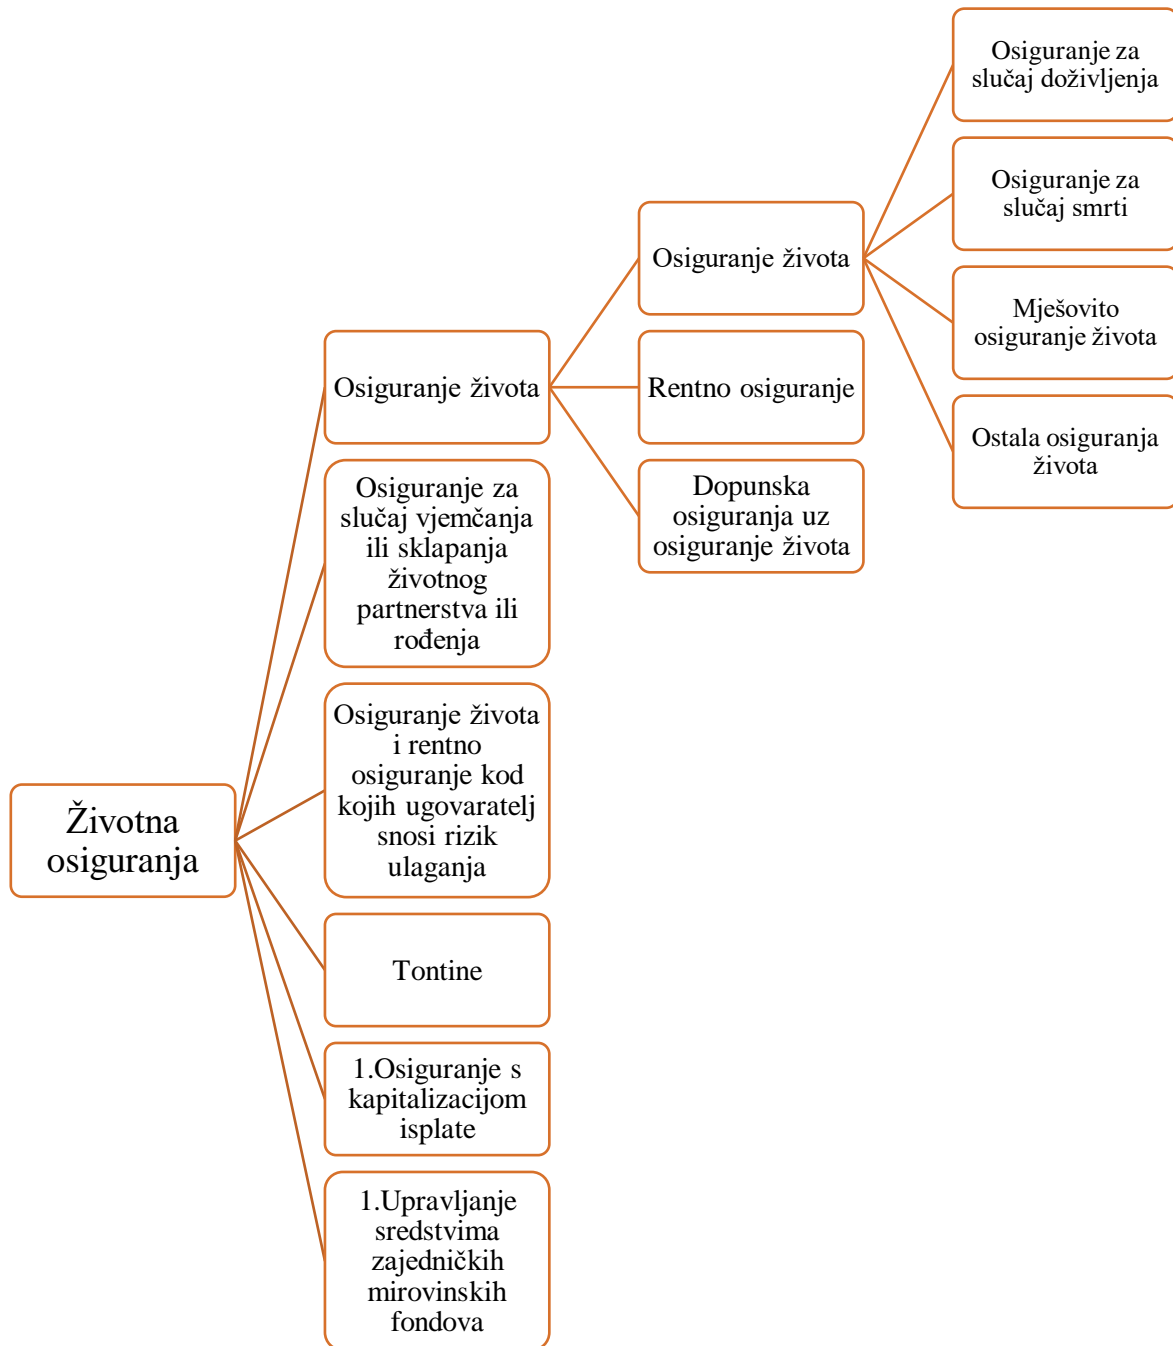 Životna
osiguranja
Osiguranje života
Osiguranje života
Osiguranje za
slučaj doživljenja
Osiguranje za
slučaj smrti
Mješovito
osiguranje života
Ostala osiguranja
života
Rentno osiguranje
Dopunska
osiguranja uz
osiguranje života
Osiguranje za
slučaj vjemčanja
ili sklapanja
životnog
partnerstva ili
rođenja
Osiguranje života
i rentno
osiguranje kod
kojih ugovaratelj
snosi rizik
ulaganja
Tontine
1.Osiguranje s
kapitalizacijom
isplate
1.Upravljanje
sredstvima
zajedničkih
mirovinskih
fondova